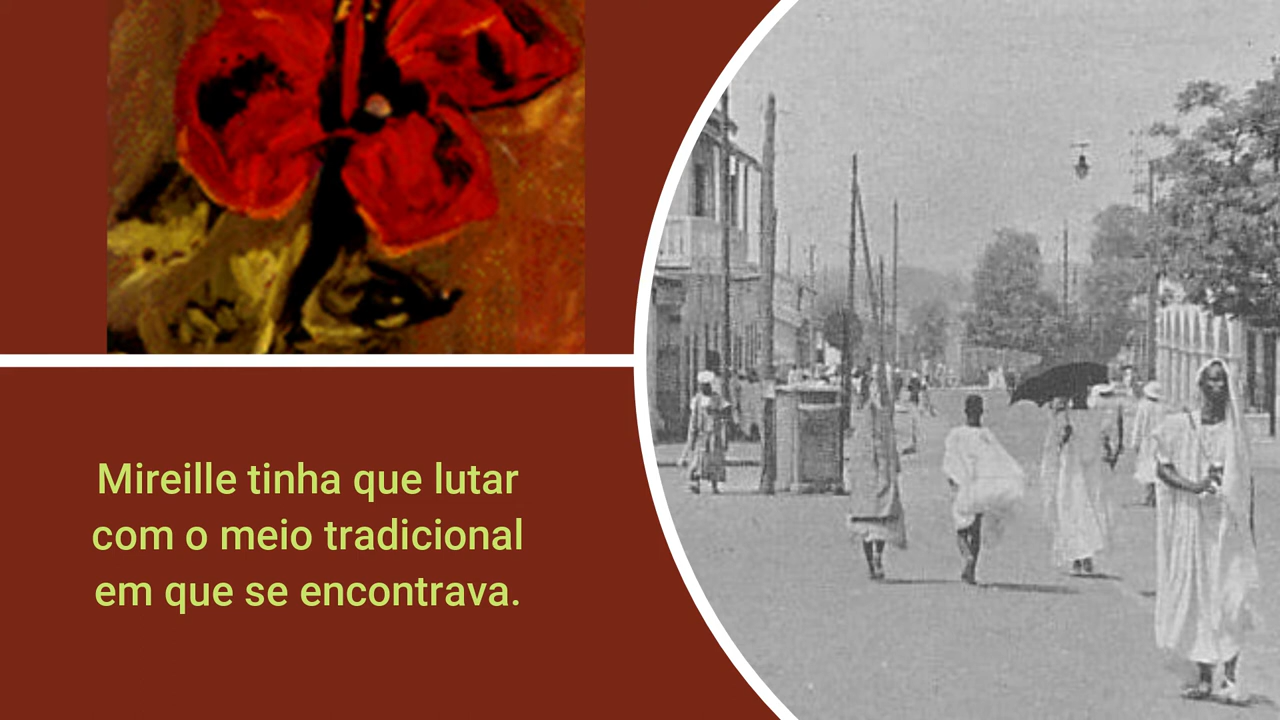 Mireille tinha que lutar
com o meio tradicional
em que se encontrava.